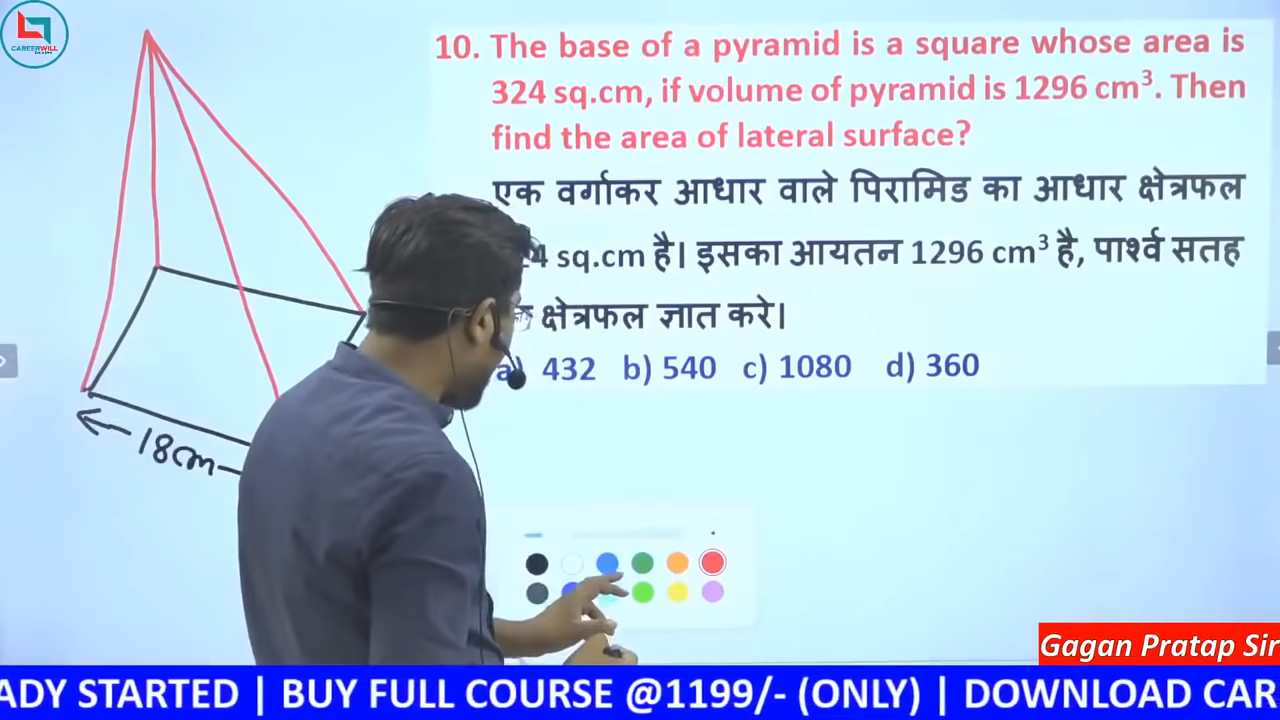 CAREERWILL
10. The base of a pyramid is a square whose area is
324 sq.cm, if volume of pyramid is 1296 cm³. Then
find the area of lateral surface?
एक वर्गाकर आधार वाले पिरामिड का आधार क्षेत्रफल
24 sq.cm है। इसका आयतन 1296 cm³ है, पार्श्व सतह
क्षेत्रफल ज्ञात करे।
a) 432 b) 540 c) 1080 d) 360
18cm
Gagan Pratap Sir
ADY STARTED | BUY FULL COURSE @1199/- (ONLY) | DOWNLOAD CAR